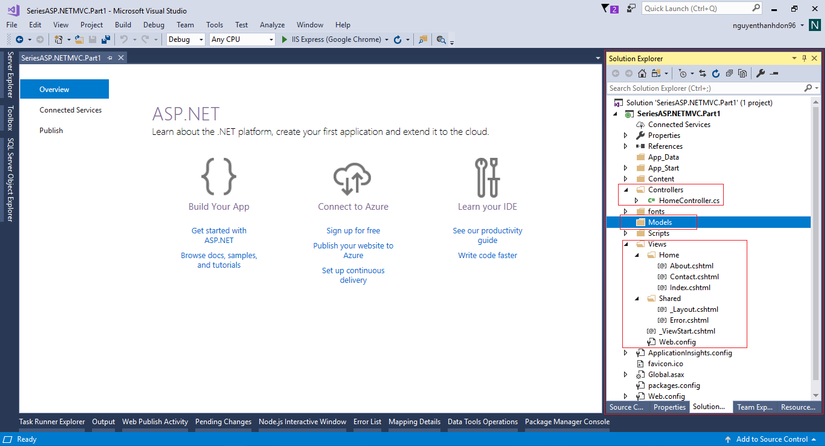 SeriesASP.NETMVC.Part1 - Microsoft Visual Studio
2
Quick Launch (Ctrl+Q)
File Edit View Project Build Debug Team Tools Test Analyze Window Help
nguyenthanhdon96
N
Debug Any CPU IIS Express (Google Chrome)
Server Explorer
Toolbox
SQL Server Object Explorer
SeriesASP.NETMVC.Part1
Overview
Connected Services
Publish
ASP.NET
Learn about the .NET platform, create your first application and extend it to the cloud.
Build Your App
Get started with
ASP.NET
Browse docs, samples,
and tutorials
Connect to Azure
Sign up for free
Publish your website to
Azure
Set up continuous
delivery
Learn your IDE
See our productivity
guide
Write code faster
Solution Explorer
Search Solution Explorer (Ctrl+;)
Solution 'SeriesASP.NETMVC.Part1' (1 project)
SeriesASP.NETMVC.Part1
Connected Services
Properties
References
App_Data
App_Start
Content
Controllers
C# HomeController.cs
fonts
Models
Scripts
Views
Home
[@] About.cshtml
[@] Contact.cshtml
[@] Index.cshtml
Shared
[@] _Layout.cshtml
[@] Error.cshtml
[@] _ViewStart.cshtml
Web.config
ApplicationInsights.config
favicon.ico
Global.asax
packages.config
Web.config
Source C... Properties Solution... Team Exp... Resource...
Task Runner Explorer Output Web Publish Activity Pending Changes Node.js Interactive Window Error List Mapping Details Data Tools Operations Package Manager Console
Ready
Add to Source Control